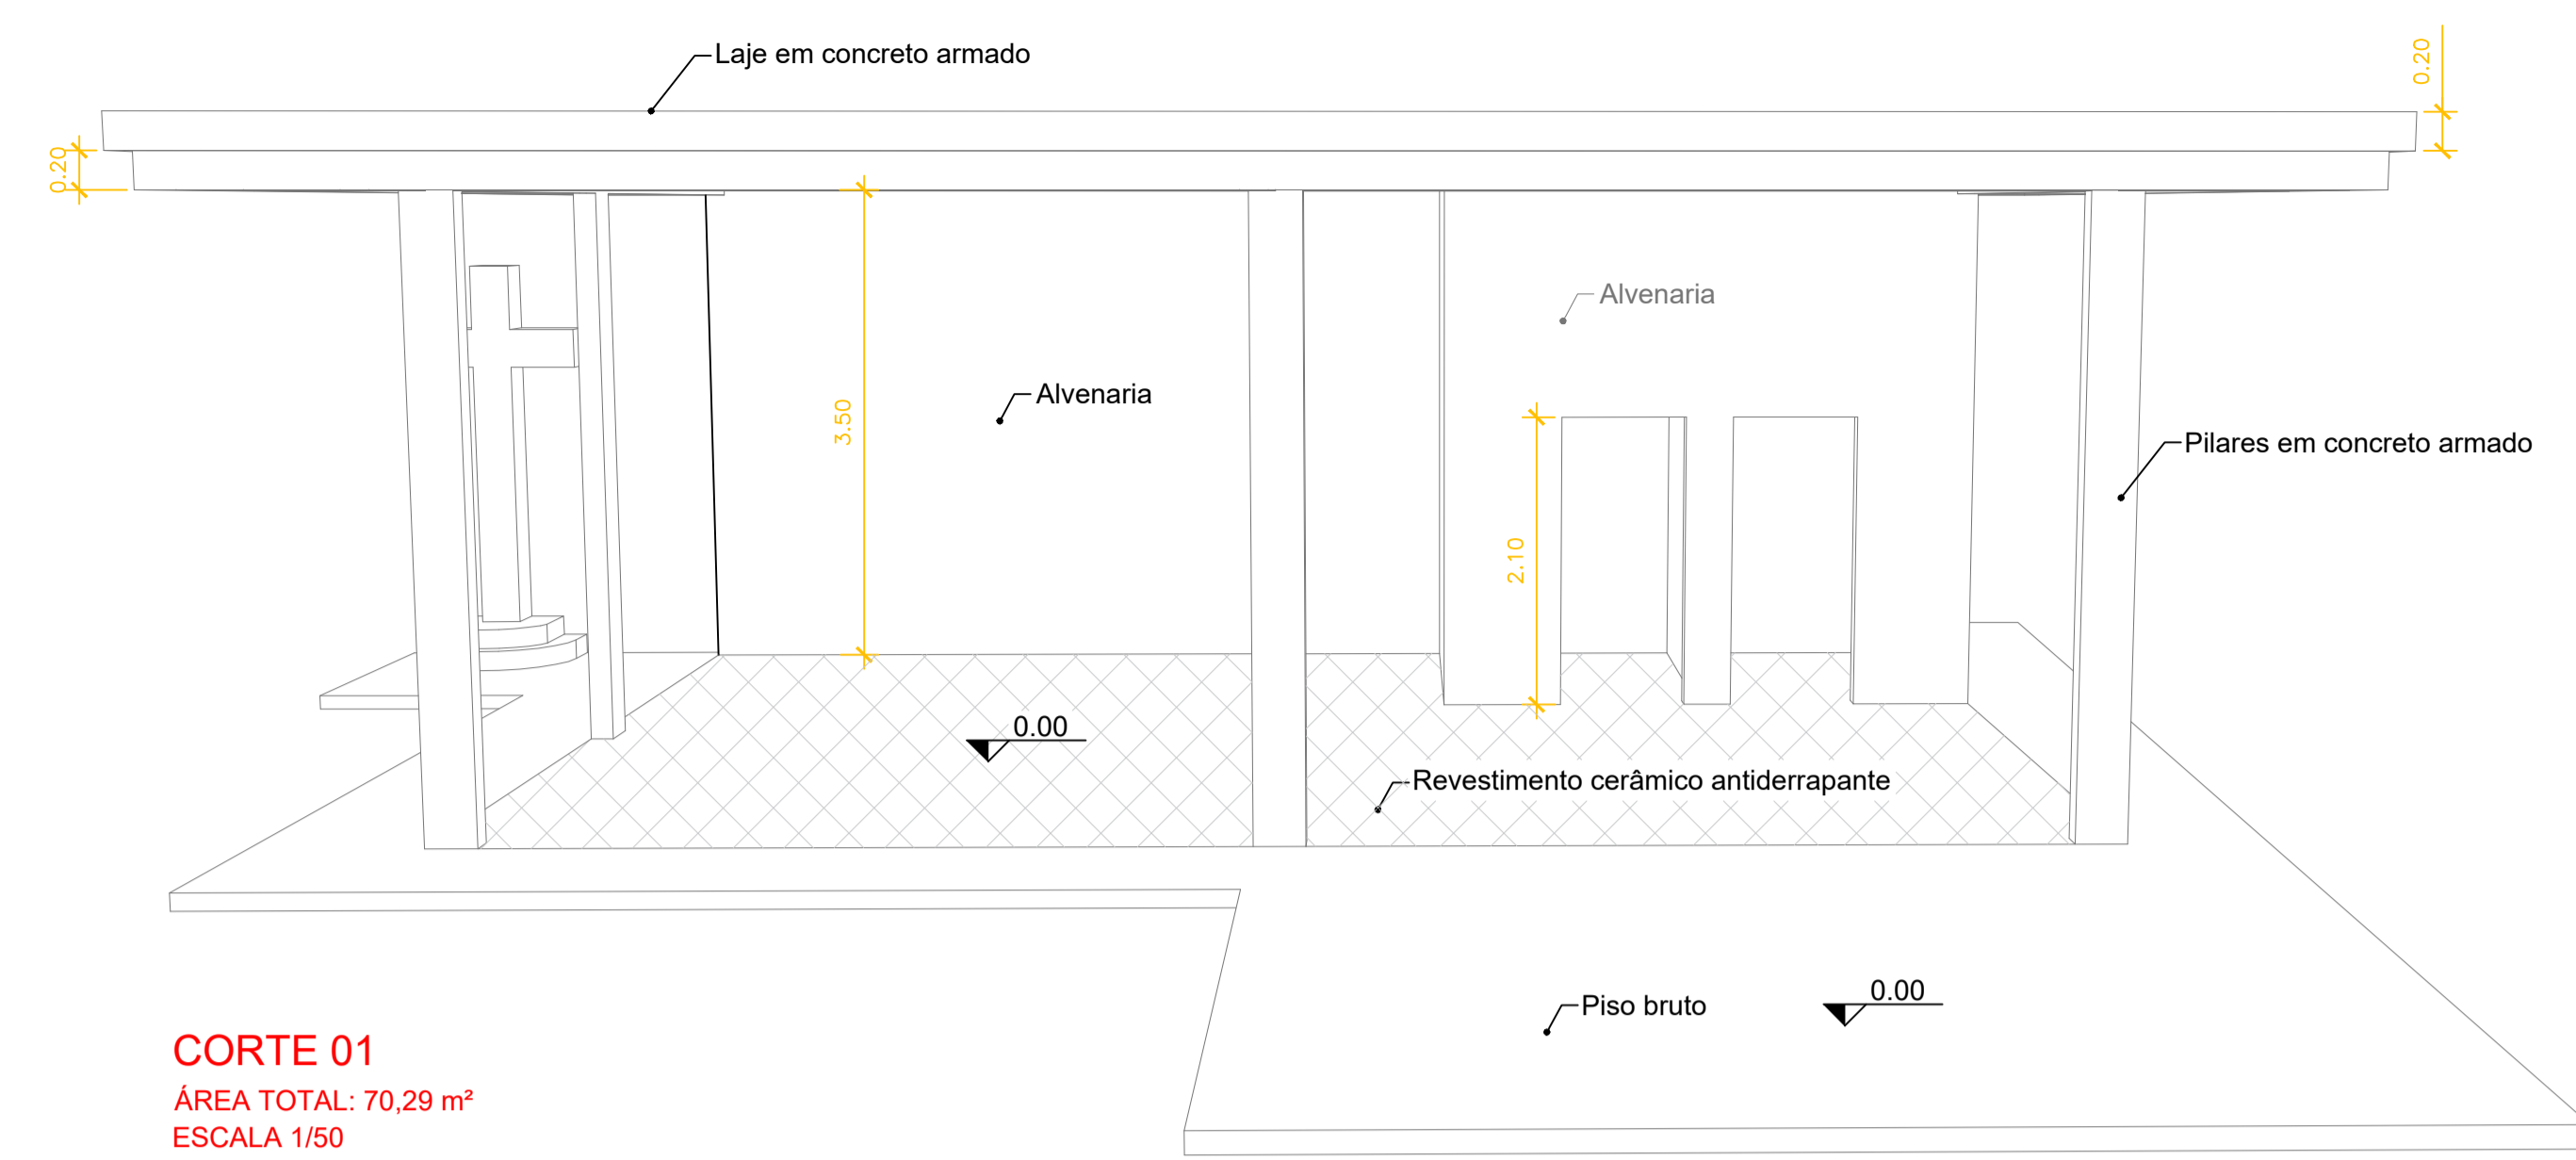 Laje em concreto armado
0.20
0.20
Alvenaria
Alvenaria
3.50
Pilares em concreto armado
2.10
0.00
Revestimento cerâmico antiderrapante
0.00
Piso bruto
CORTE 01
ÁREA TOTAL: 70,29 m²
ESCALA 1/50